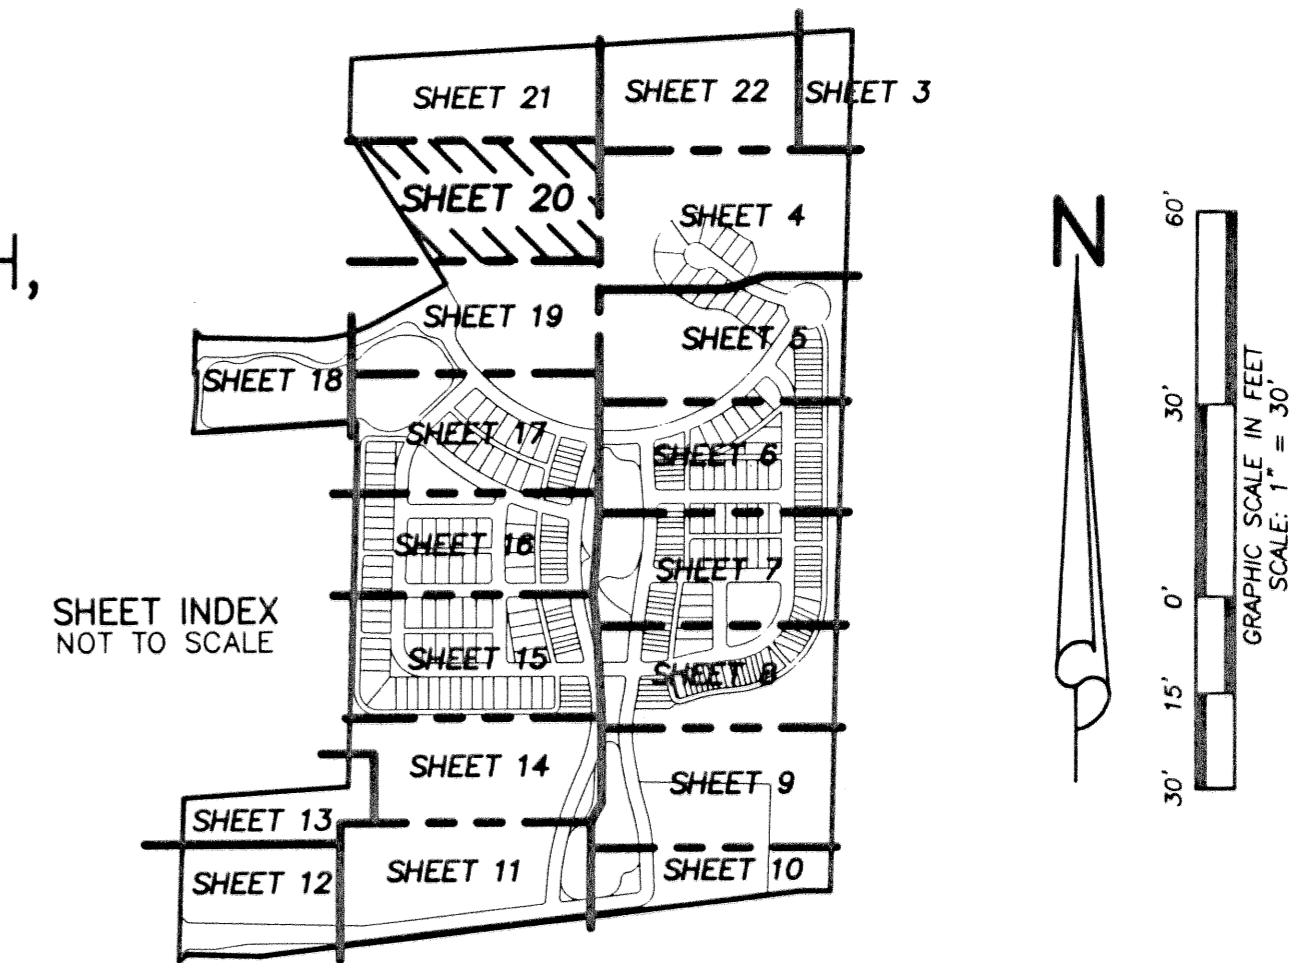 SHEET 21
SHEET 22
SHEET 3
SHEET 20
SHEET 4
H,
SHEET 19
SHEET 5
SHEET 18
SHEET 17
SHEET 6
SHEET 16
SHEET 7
SHEET INDEX
NOT TO SCALE
SHEET 15
SHEET 8
SHEET 14
SHEET 9
SHEET 13
SHEET 12
SHEET 11
SHEET 10
N
60'
30'
0'
15'
30'
GRAPHIC SCALE IN FEET
SCALE: 1" = 30'